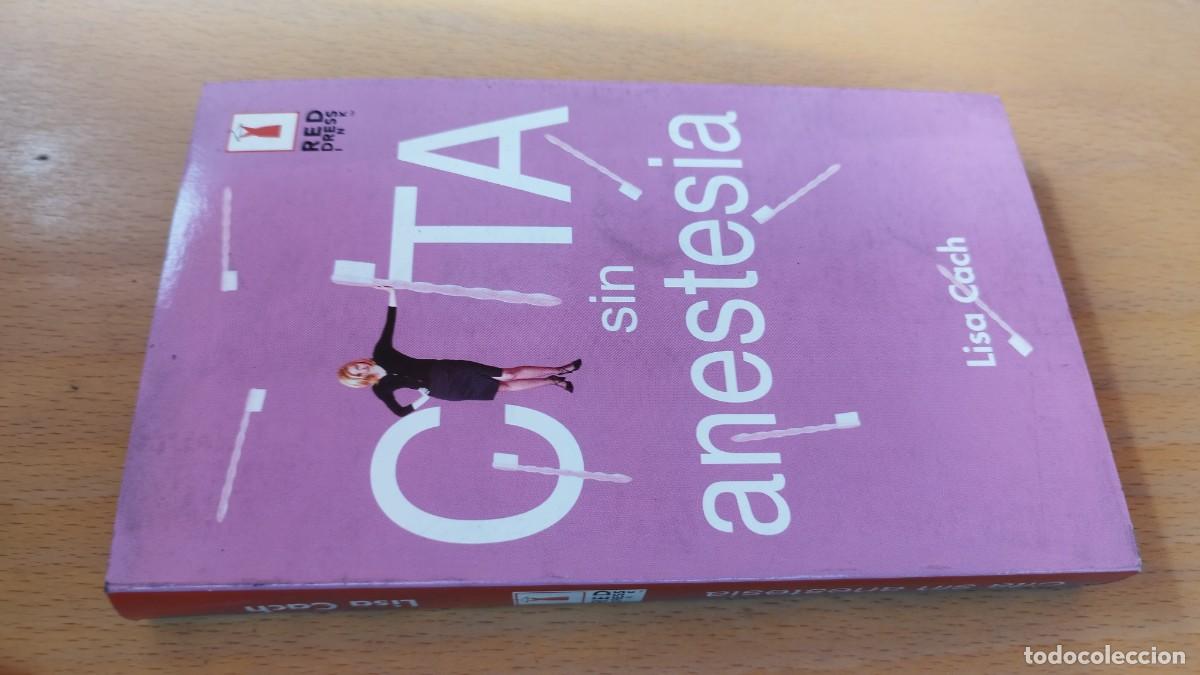 RED
DRESS
INK
CITA
sin
anestesia
Lisa Cach
Lisa Cach
RED
DRESS
INK
Cita sin anestesia
todocoleccion